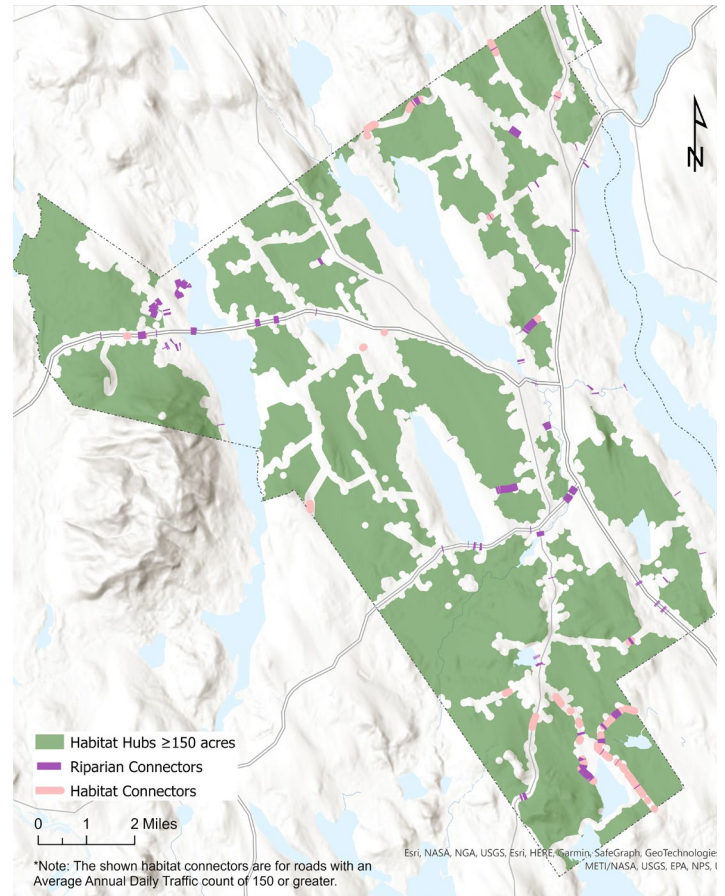 N
Habitat Hubs ≥150 acres
Riparian Connectors
Habitat Connectors
0 1 2 Miles
*Note: The shown habitat connectors are for roads with an
Average Annual Daily Traffic count of 150 or greater.
Esri, NASA, NGA, USGS, Esri, HERE, Garmin, SafeGraph, GeoTechnologies
METI/NASA, USGS, EPA, NPS, U